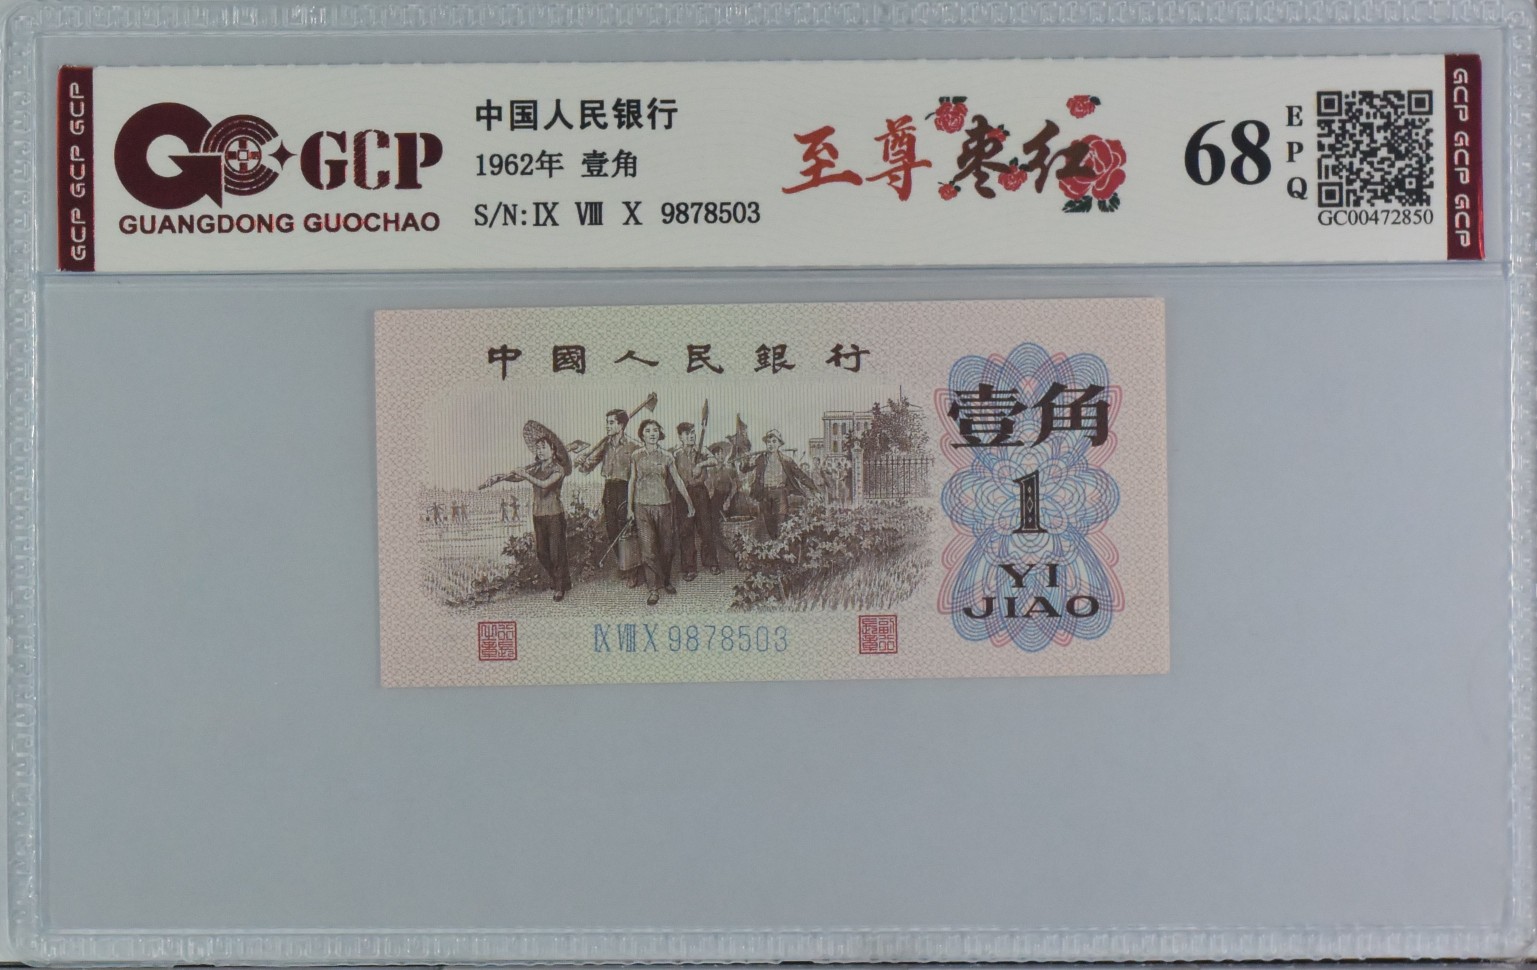 GCP GCP GCP
GCP
GUANGDONG GUOCHAO
中国人民银行
1962年 壹角
S/N: Ⅸ Ⅷ Ⅹ 9878503
至尊枣红
68
EPQ
GC00472850
GCP GCP GCP
中國人民銀行
壹角
1
YI
JIAO
Ⅸ Ⅷ Ⅹ 9878503